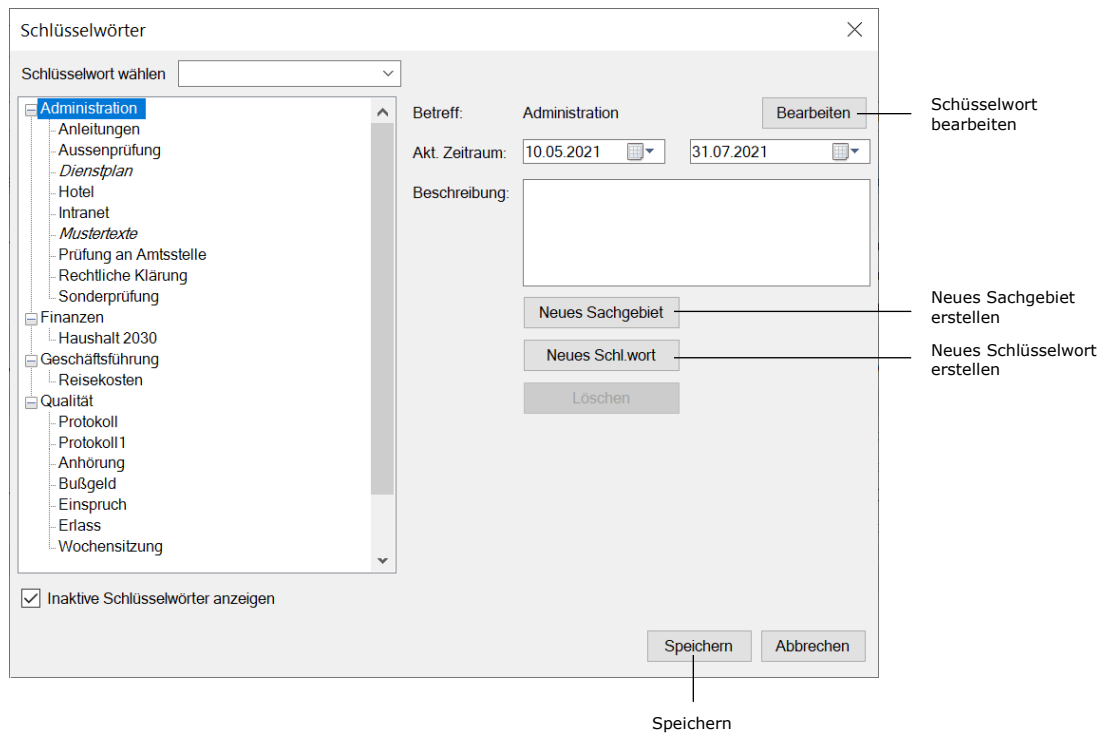 Schlüsselwörter
Schlüsselwort wählen
Administration
Anleitungen
Aussenprüfung
Dienstplan
Hotel
Intranet
Mustertexte
Prüfung an Amtsstelle
Rechtliche Klärung
Sonderprüfung
Finanzen
Haushalt 2030
Geschäftsführung
Reisekosten
Qualität
Protokoll
Protokoll1
Anhörung
Bußgeld
Einspruch
Erlass
Wochensitzung
Inaktive Schlüsselwörter anzeigen
Betreff: Administration Bearbeiten
Akt. Zeitraum: 10.05.2021 31.07.2021
Beschreibung:
Neues Sachgebiet
Neues Schl.wort
Löschen
Speichern Abbrechen
Schüsselwort
bearbeiten
Neues Sachgebiet
erstellen
Neues Schlüsselwort
erstellen
Speichern